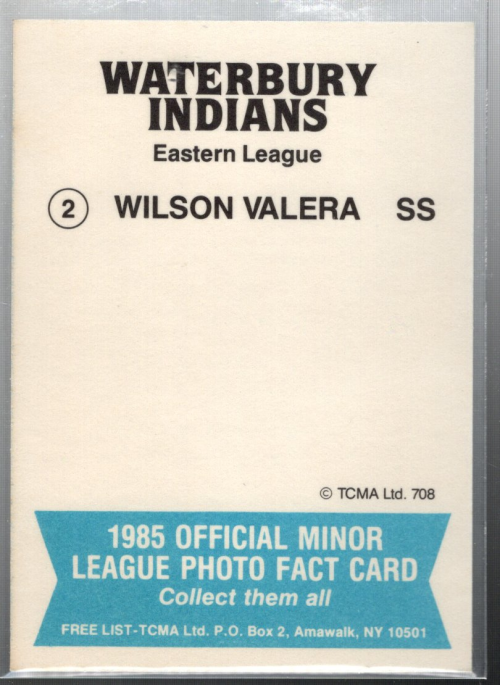 WATERBURY
INDIANS
Eastern League
2 WILSON VALERA SS
© TCMA Ltd. 708
1985 OFFICIAL MINOR
LEAGUE PHOTO FACT CARD
Collect them all
FREE LIST-TCMA Ltd. P.O. Box 2, Amawalk, NY 10501